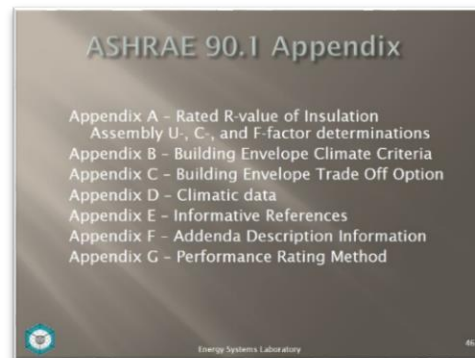 ASHRAE 90.1 Appendix
Appendix A – Rated R-value of Insulation
Assembly U-, C-, and F-factor determinations
Appendix B – Building Envelope Climate Criteria
Appendix C – Building Envelope Trade Off Option
Appendix D – Climatic data
Appendix E – Informative References
Appendix F – Addenda Description Information
Appendix G – Performance Rating Method
Energy Systems Laboratory